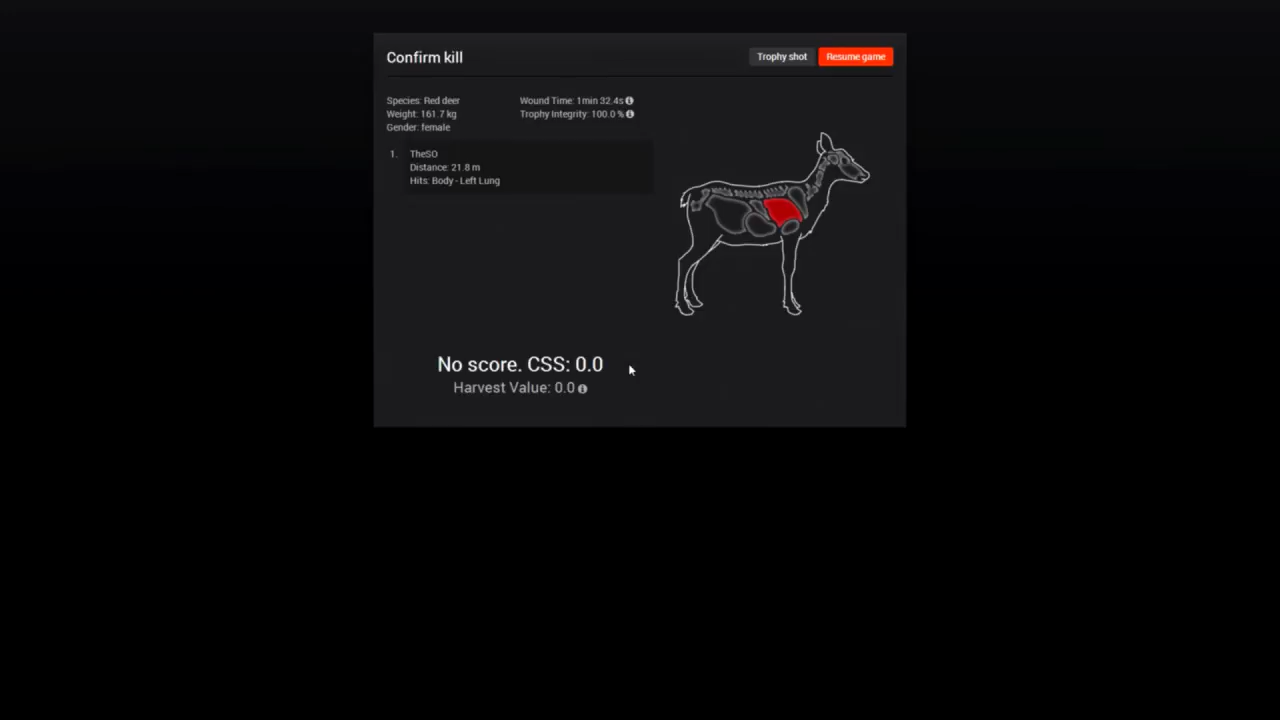 Confirm kill
Trophy shot
Resume game
Species: Red deer
Weight: 161.7 kg
Gender: female
Wound Time: 1min 32.4s
Trophy Integrity: 100.0 %
1.
TheSO
Distance: 21.8 m
Hits: Body - Left Lung
No score. CSS: 0.0
Harvest Value: 0.0